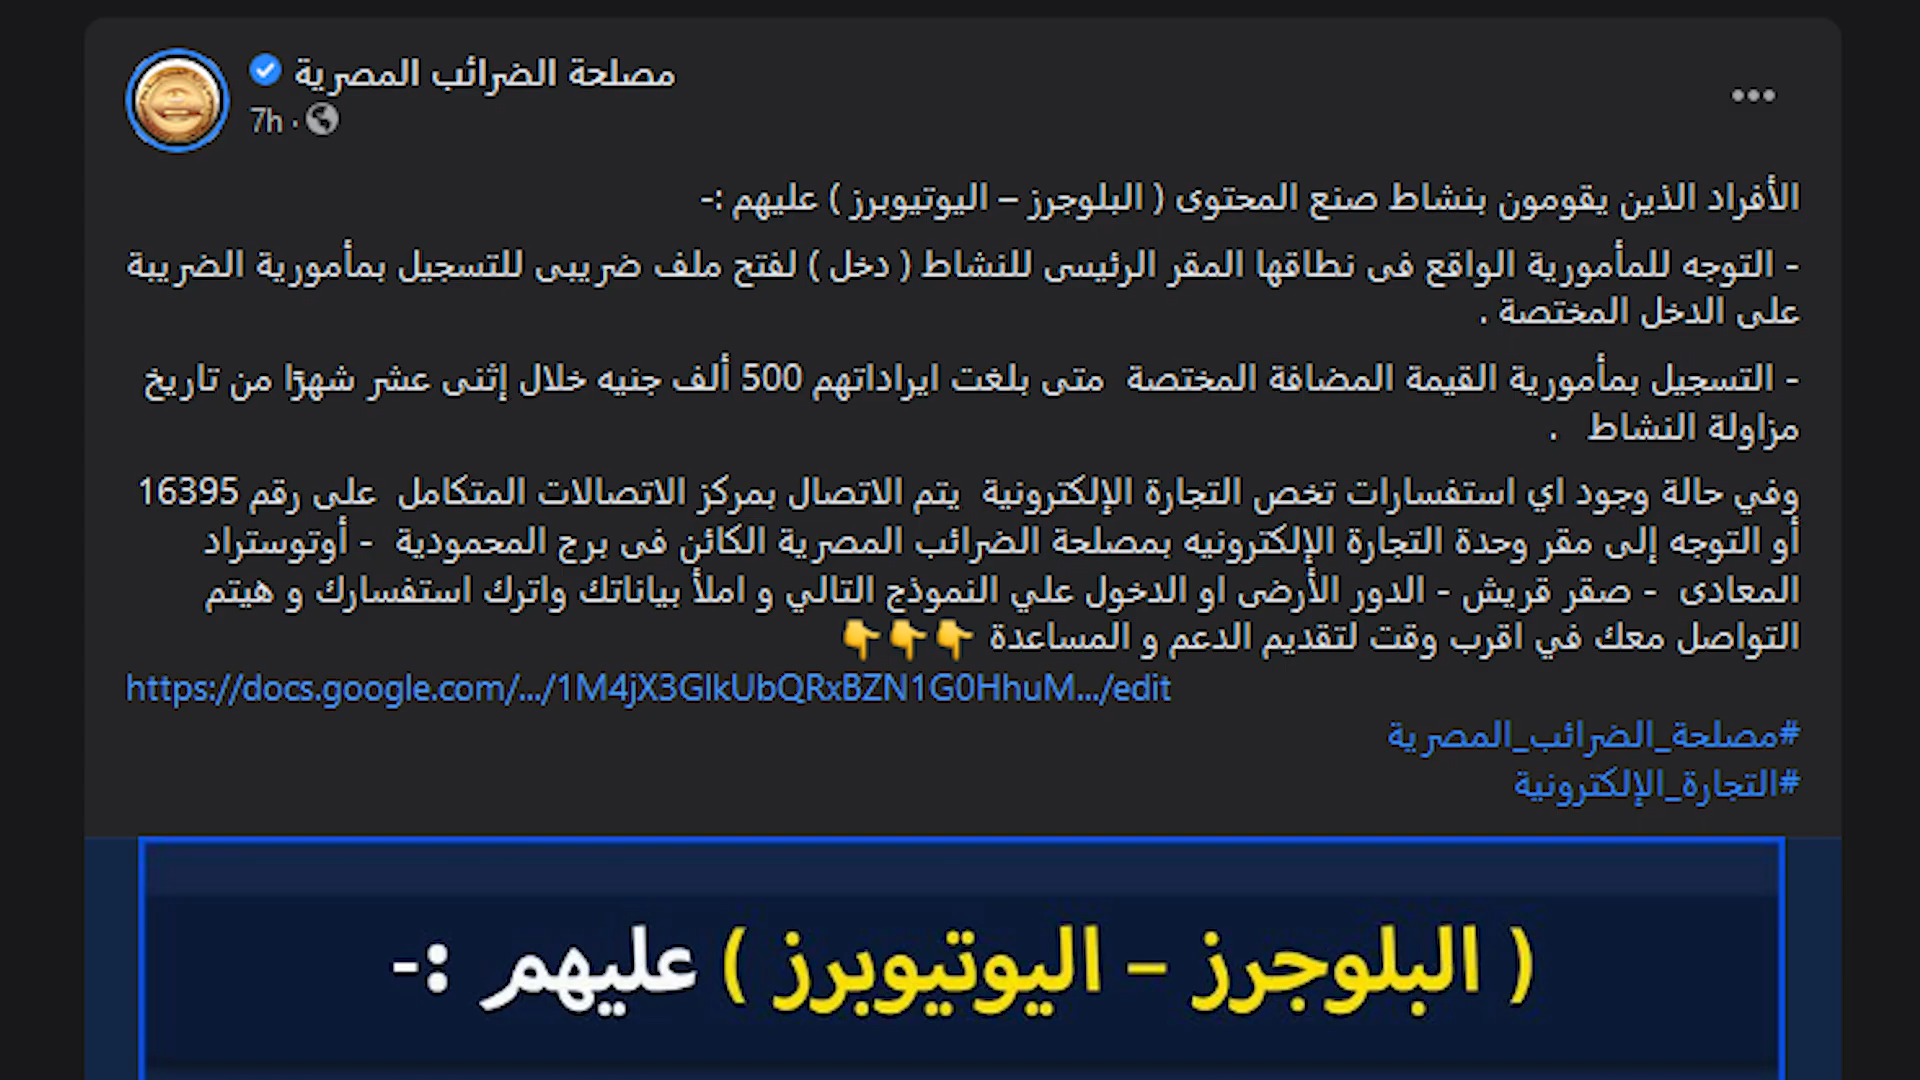 مصلحة الضرائب المصرية
7h ·
الأفراد الذين يقومون بنشاط صنع المحتوى ( البلوجرز – اليوتيوبرز ) عليهم :-
- التوجه للمأمورية الواقع فى نطاقها المقر الرئيسى للنشاط ( دخل ) لفتح ملف ضريبى للتسجيل بمأمورية الضريبة
على الدخل المختصة .
- التسجيل بمأمورية القيمة المضافة المختصة متى بلغت ايراداتهم 500 ألف جنيه خلال إثنى عشر شهرًا من تاريخ
مزاولة النشاط .
وفي حالة وجود اي استفسارات تخص التجارة الإلكترونية يتم الاتصال بمركز الاتصالات المتكامل على رقم 16395
أو التوجه إلى مقر وحدة التجارة الإلكترونيه بمصلحة الضرائب المصرية الكائن فى برج المحمودية - أوتوستراد
المعادى - صقر قريش - الدور الأرضى او الدخول علي النموذج التالي و املأ بياناتك واترك استفسارك و هيتم
التواصل معك في اقرب وقت لتقديم الدعم و المساعدة 👇👇👇
https://docs.google.com/.../1M4jX3GlkUbQRxBZN1G0HhuM.../edit
#مصلحة_الضرائب_المصرية
#التجارة_الإلكترونية
( البلوجرز – اليوتيوبرز ) عليهم :-